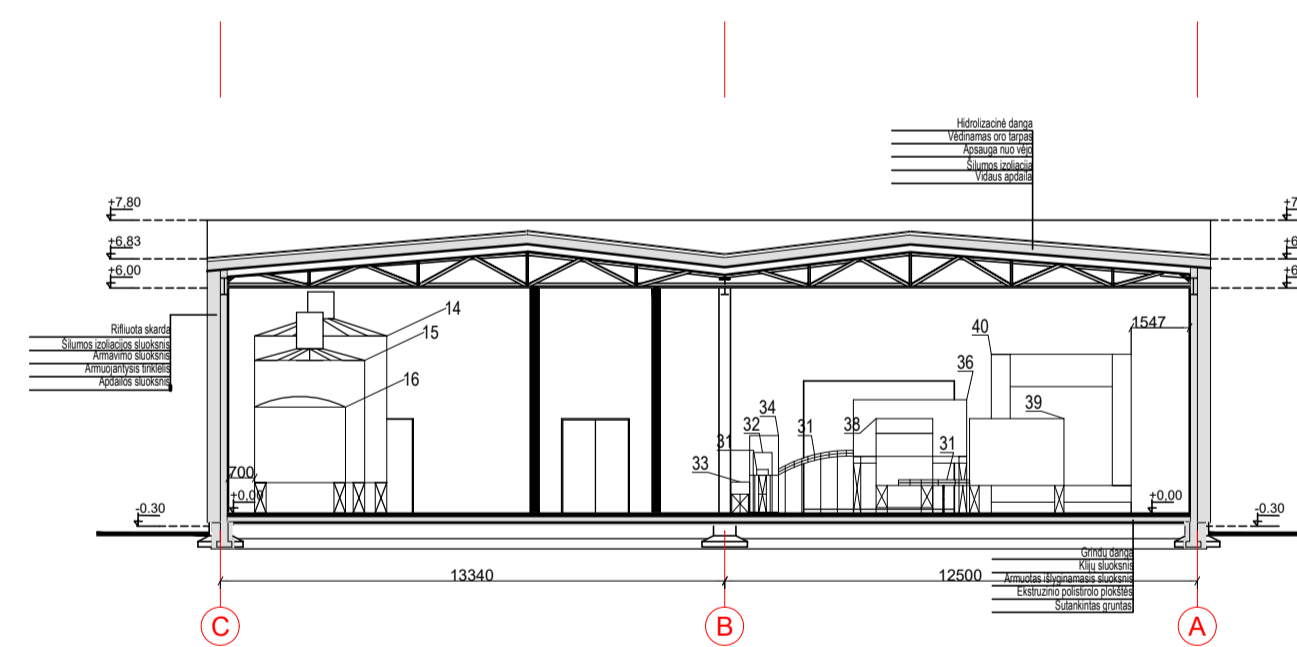 Hidrolizacinė danga
Vėdinamas oro tarpas
Apsauga nuo vėjo
Šilumos izoliacija
Vidaus apdaila
+7,80
+7
+6,83
+6
+6,00
+6
Rifliuota skarda
Šilumos izoliacijos sluoksnis
Armavimo sluoksnis
Armuojantysis tinklelis
Apdailos sluoksnis
14
15
16
40
1547
36
39
34
32
31
38
31
31
33
700
+0,00
+0,00
-0.30
-0.30
Grindų danga
Klijų sluoksnis
Armuotas išlyginamasis sluoksnis
Ekstruzinio polistirolo plokštės
Sutankintas gruntas
13340
12500
C
B
A